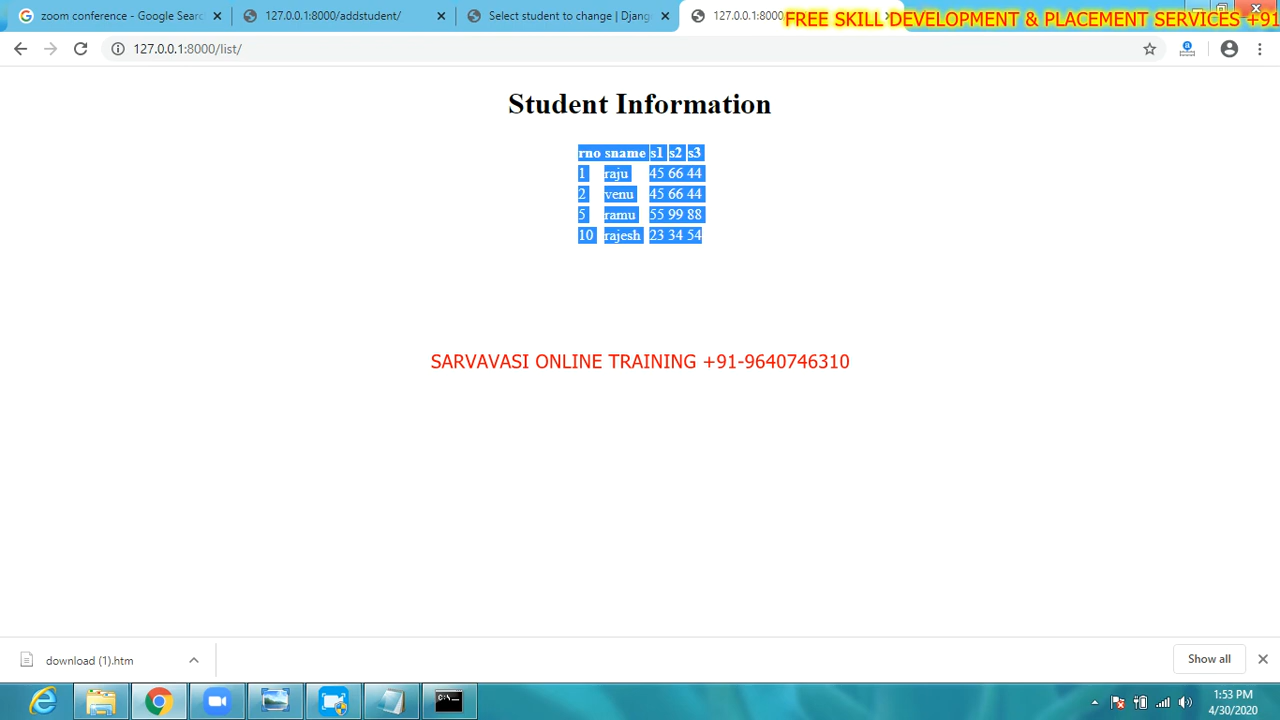 zoom conference - Google Searc
127.0.0.1:8000/addstudent/
Select student to change | Djang
127.0.0.1:8000
FREE SKILL DEVELOPMENT & PLACEMENT SERVICES +91
127.0.0.1:8000/list/
Student Information
rno sname s1 s2 s3
1 raju 45 66 44
2 venu 45 66 44
5 ramu 55 99 88
10 rajesh 23 34 54
SARVAVASI ONLINE TRAINING +91-9640746310
download (1).htm
Show all
1:53 PM
4/30/2020